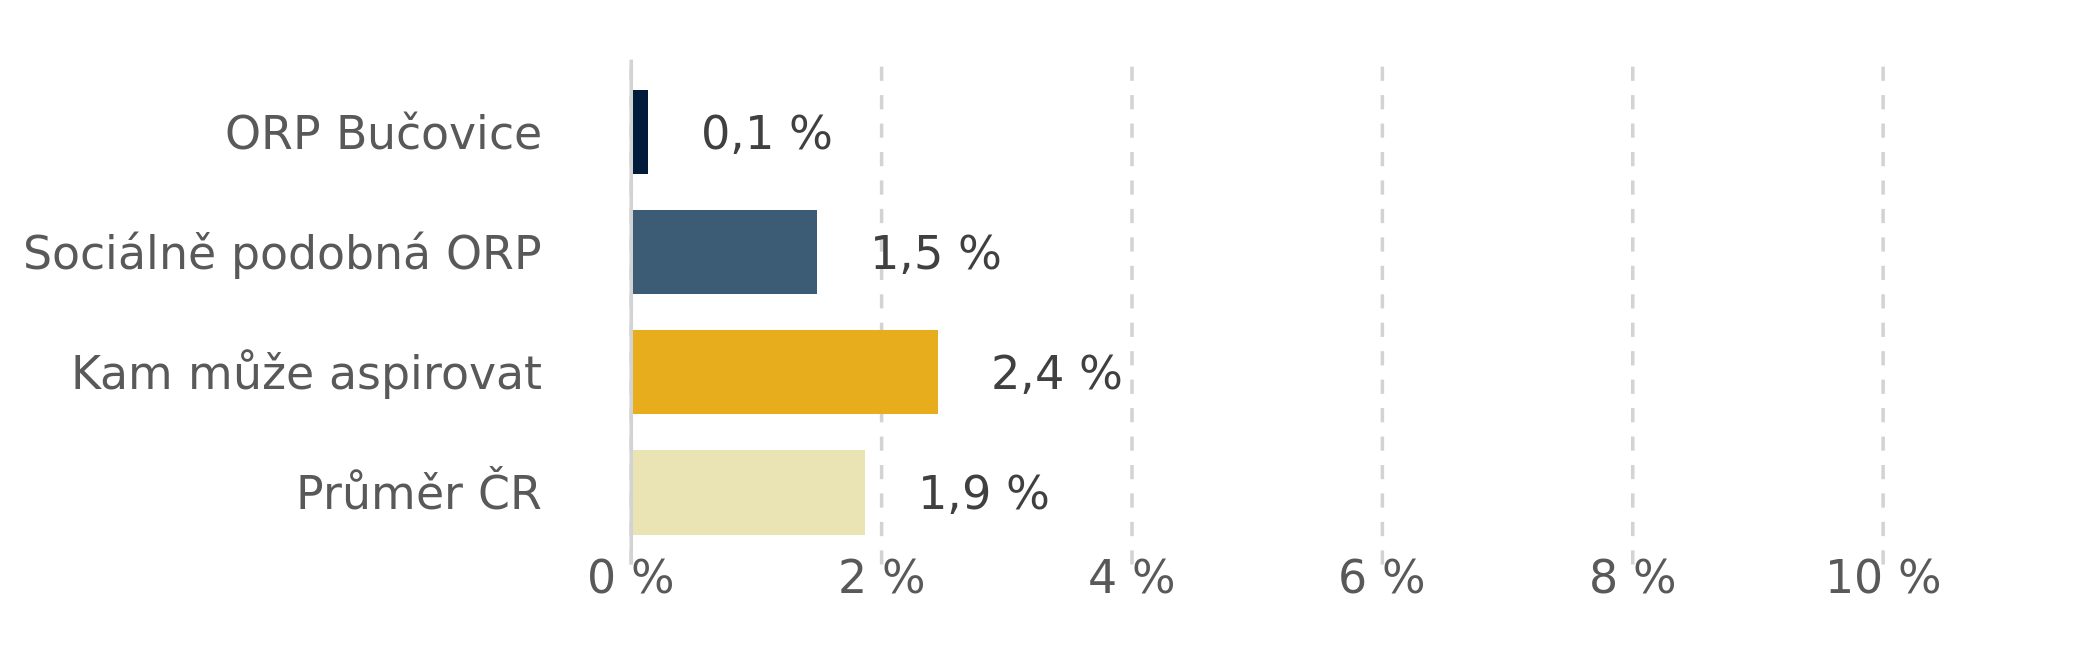 ORP Bučovice 0,1 %
Sociálně podobná ORP 1,5 %
Kam může aspirovat 2,4 %
Průměr ČR 1,9 %
0 % 2 % 4 % 6 % 8 % 10 %